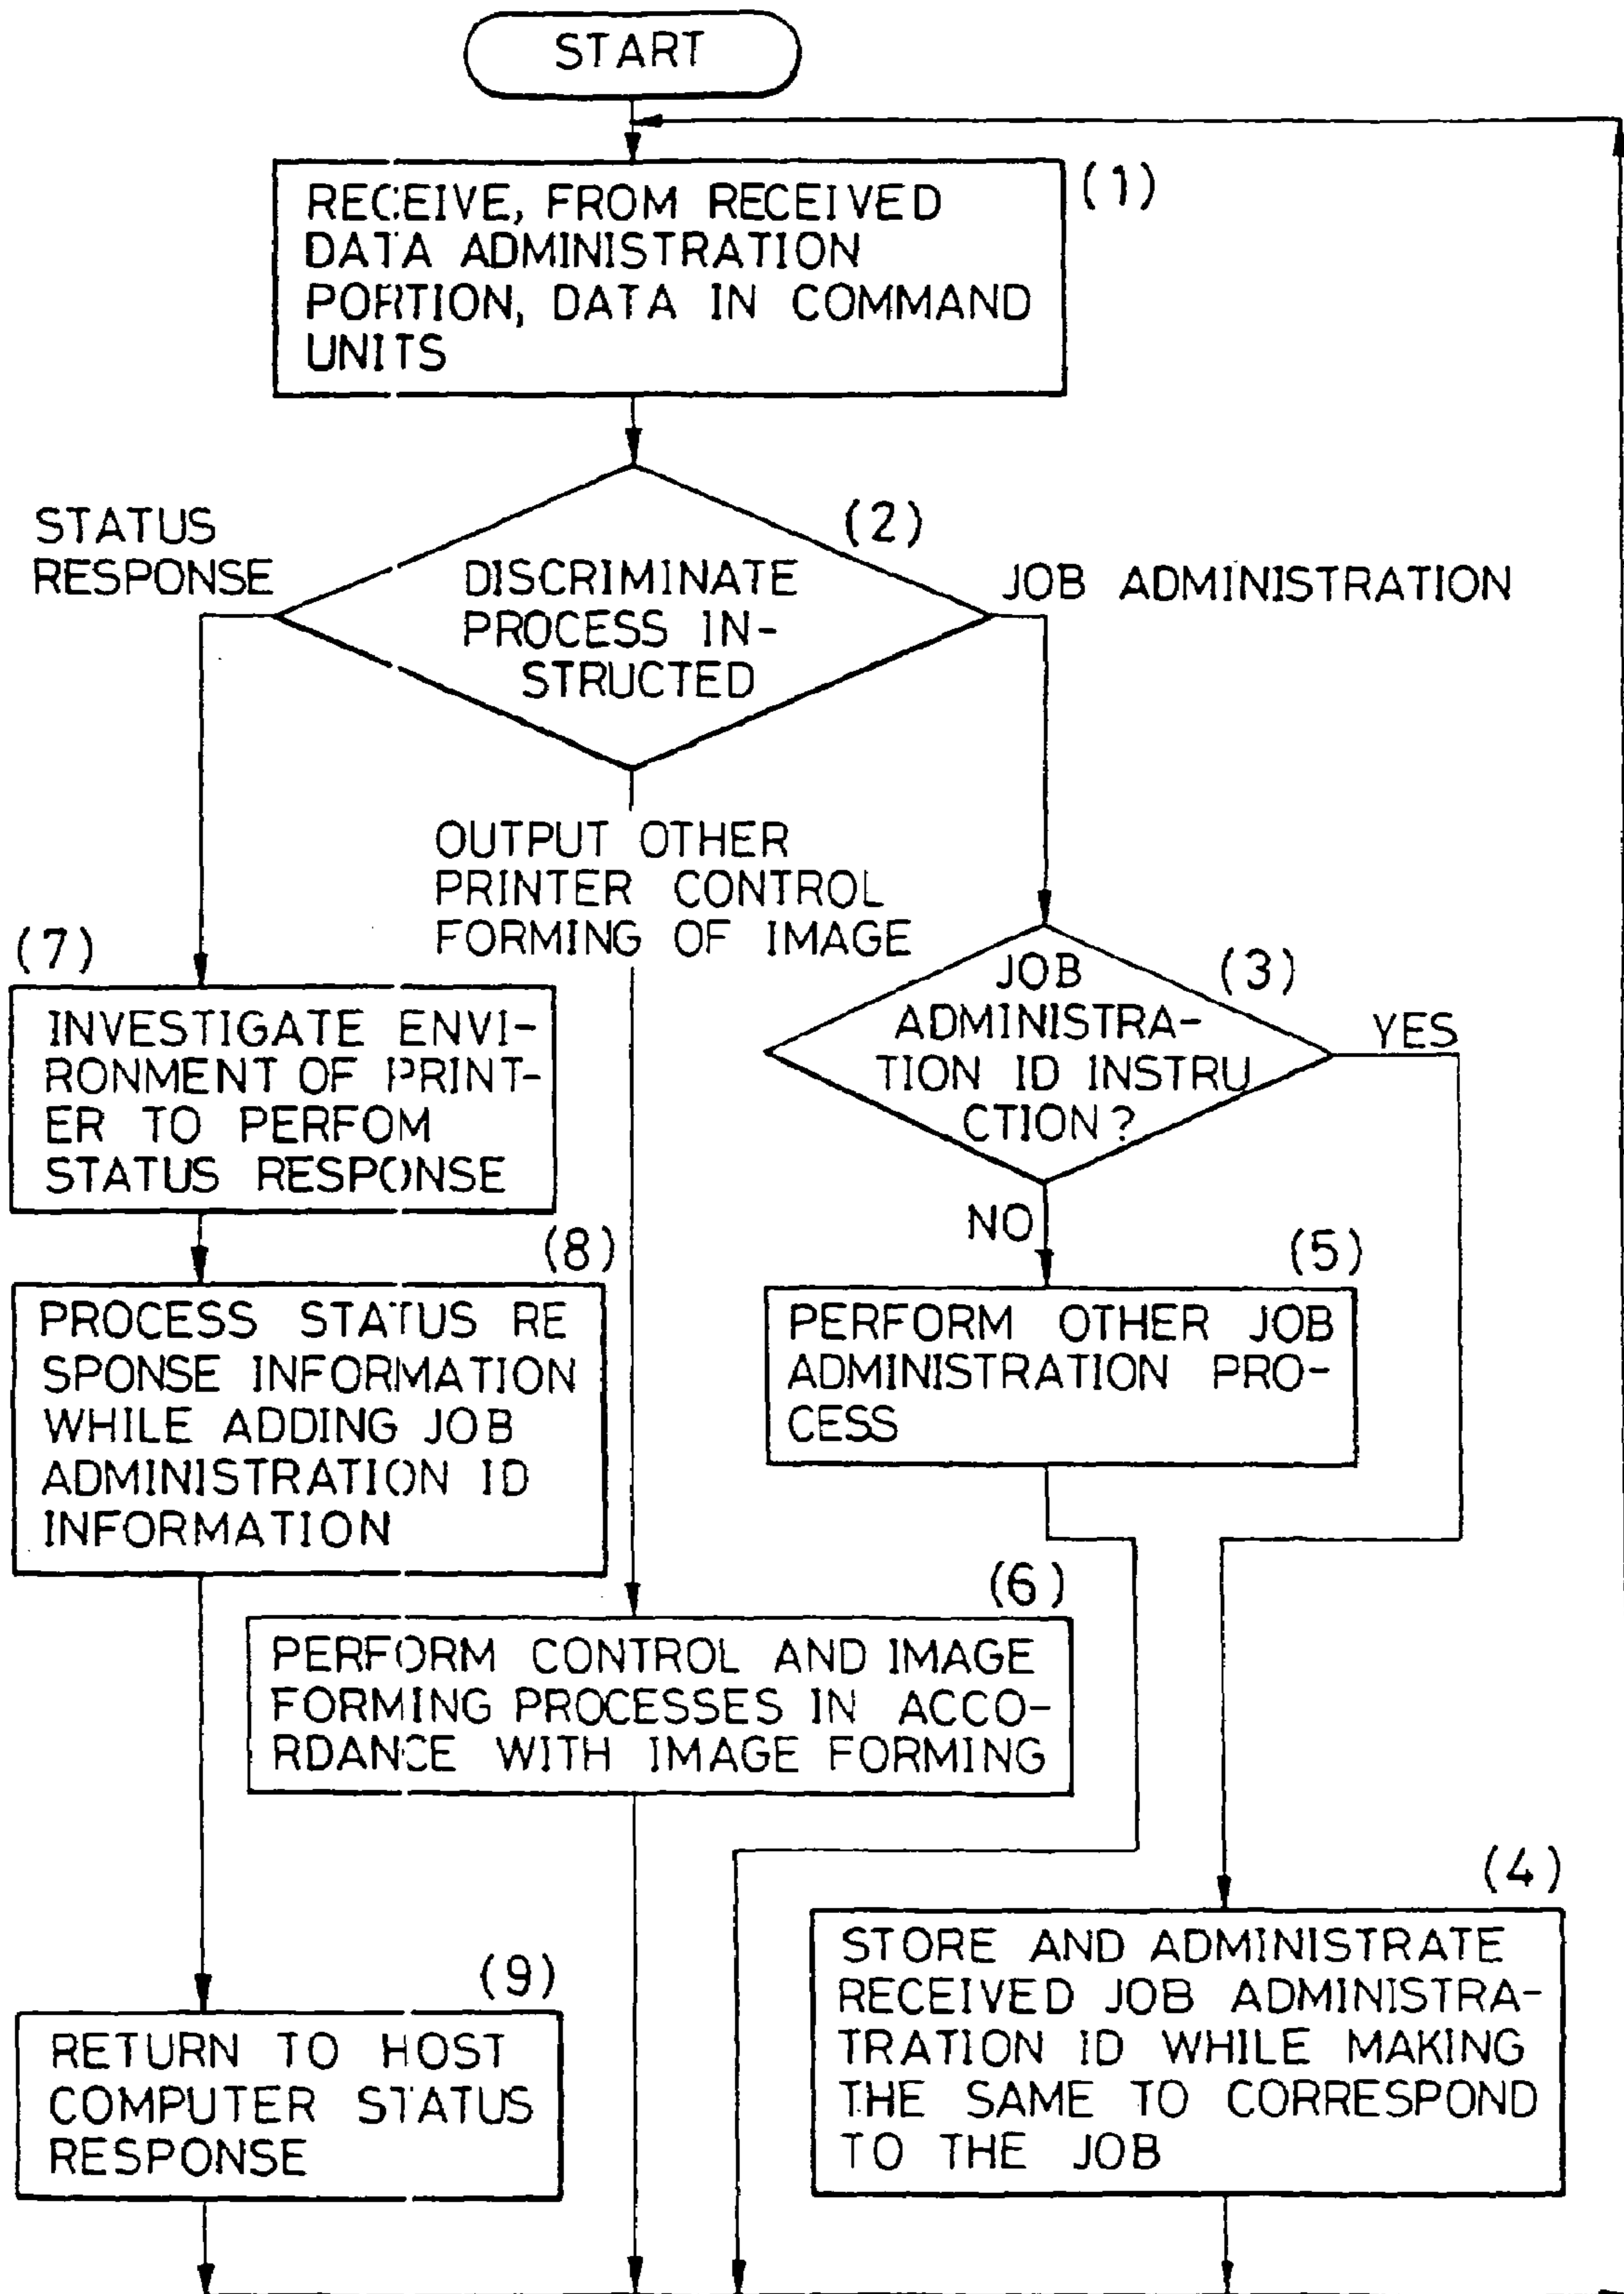 START
(1)
RECEIVE, FROM RECEIVED
DATA ADMINISTRATION
PORTION, DATA IN COMMAND
UNITS
(2)
STATUS
RESPONSE
DISCRIMINATE
PROCESS IN-
STRUCTED
JOB ADMINISTRATION
OUTPUT OTHER
PRINTER CONTROL
FORMING OF IMAGE
(7)
INVESTIGATE ENVI-
RONMENT OF PRINT-
ER TO PERFOM
STATUS RESPONSE
(3)
JOB
ADMINISTRA-
TION ID INSTRU
CTION?
YES
NO
(8)
PROCESS STATUS RE
SPONSE INFORMATION
WHILE ADDING JOB
ADMINISTRATION ID
INFORMATION
(5)
PERFORM OTHER JOB
ADMINISTRATION PRO-
CESS
(6)
PERFORM CONTROL AND IMAGE
FORMING PROCESSES IN ACCO-
RDANCE WITH IMAGE FORMING
(4)
STORE AND ADMINISTRATE
RECEIVED JOB ADMINISTRA-
TRATION ID WHILE MAKING
THE SAME TO CORRESPOND
TO THE JOB
(9)
RETURN TO HOST
COMPUTER STATUS
RESPONSE